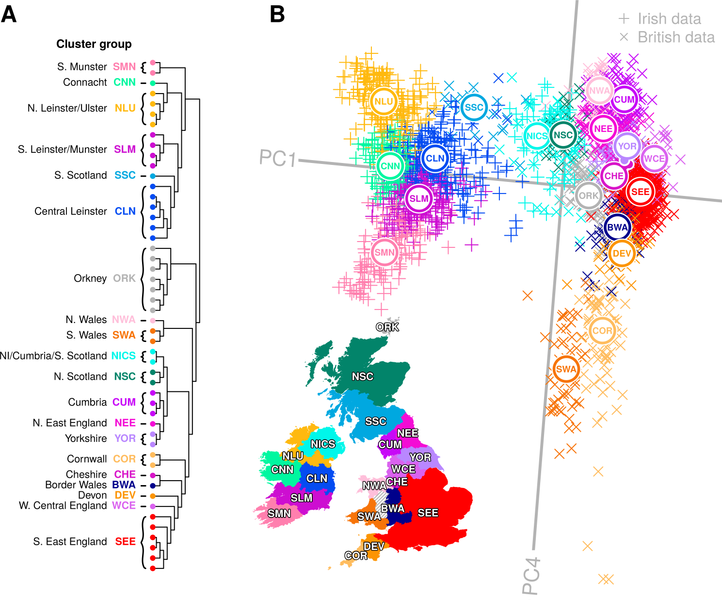 A
Cluster group
S. Munster SMN
Connacht CNN
N. Leinster/Ulster NLU
S. Leinster/Munster SLM
S. Scotland SSC
Central Leinster CLN
Orkney ORK
N. Wales NWA
S. Wales SWA
NI/Cumbria/S. Scotland NICS
N. Scotland NSC
Cumbria CUM
N. East England NEE
Yorkshire YOR
Cornwall COR
Cheshire CHE
Border Wales BWA
Devon DEV
W. Central England WCE
S. East England SEE
B
Irish data
British data
PC1
PC4
NLU
SSC
NWA
CUM
NICS
NSC
NEE
YOR
CNN
CLN
WCE
CHE
SLM
ORK
SEE
BWA
SMN
DEV
COR
SWA
ORK
NSC
SSC
NEE
NICS
CUM
NLU
YOR
CNN
WCE
CLN
CHE
NWA
SLM
BWA
SMN
SWA
SEE
DEV
COR